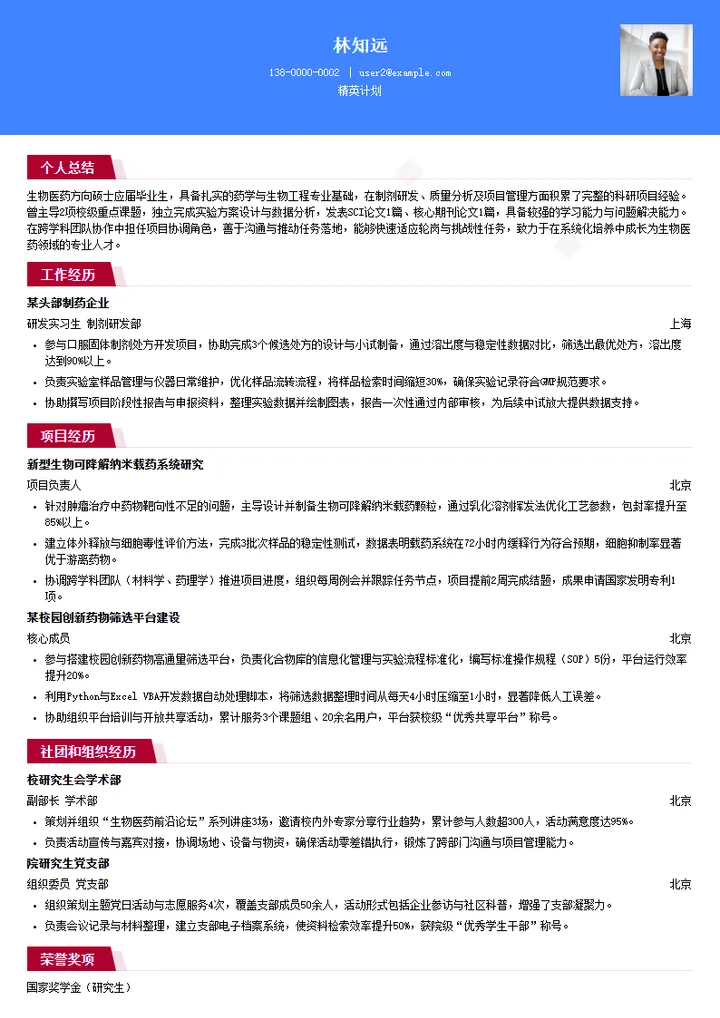 林知远
138-0000-0002 | user2@example.com
精英计划
个人总结
生物医药方向硕士应届毕业生，具备扎实的药学与生物工程专业基础，在制剂研发、质量分析及项目管理方面积累了完整的科研项目经验。
曾主导2项校级重点课题，独立完成实验方案设计与数据分析，发表SCI论文1篇、核心期刊论文1篇，具备较强的学习能力与问题解决能力。
在跨学科团队协作中担任项目协调角色，善于沟通与推动任务落地，能够快速适应轮岗与挑战性任务，致力于在系统化培养中成长为生物医
药领域的专业人才。
工作经历
某头部制药企业
研发实习生 制剂研发部 上海
• 参与口服固体制剂处方开发项目，协助完成3个候选处方的设计与小试制备，通过溶出度与稳定性数据对比，筛选出最优处方，溶出度
达到90%以上。
• 负责实验室样品管理与仪器日常维护，优化样品流转流程，将样品检索时间缩短30%，确保实验记录符合GMP规范要求。
• 协助撰写项目阶段性报告与申报资料，整理实验数据并绘制图表，报告一次性通过内部审核，为后续中试放大提供数据支持。
项目经历
新型生物可降解纳米载药系统研究
项目负责人 北京
• 针对肿瘤治疗中药物靶向性不足的问题，主导设计并制备生物可降解纳米载药颗粒，通过乳化溶剂挥发法优化工艺参数，包封率提升至
85%以上。
• 建立体外释放与细胞毒性评价方法，完成3批次样品的稳定性测试，数据表明载药系统在72小时内缓释行为符合预期，细胞抑制率显著
优于游离药物。
• 协调跨学科团队（材料学、药理学）推进项目进度，组织每周例会并跟踪任务节点，项目提前2周完成结题，成果申请国家发明专利1
项。
某校园创新药物筛选平台建设
核心成员 北京
• 参与搭建校园创新药物高通量筛选平台，负责化合物库的信息化管理与实验流程标准化，编写标准操作规程（SOP）5份，平台运行效率
提升20%。
• 利用Python与Excel VBA开发数据自动处理脚本，将筛选数据整理时间从每天4小时压缩至1小时，显著降低人工误差。
• 协助组织平台培训与开放共享活动，累计服务3个课题组、20余名用户，平台获校级“优秀共享平台”称号。
社团和组织经历
校研究生会学术部
副部长 学术部 北京
• 策划并组织“生物医药前沿论坛”系列讲座3场，邀请校内外专家分享行业趋势，累计参与人数超300人，活动满意度达95%。
• 负责活动宣传与嘉宾对接，协调场地、设备与物资，确保活动零差错执行，锻炼了跨部门沟通与项目管理能力。
院研究生党支部
组织委员 党支部 北京
• 组织策划主题党日活动与志愿服务4次，覆盖支部成员50余人，活动形式包括企业参访与社区科普，增强了支部凝聚力。
• 负责会议记录与材料整理，建立支部电子档案系统，使资料检索效率提升50%，获院级“优秀学生干部”称号。
荣誉奖项
国家奖学金（研究生）